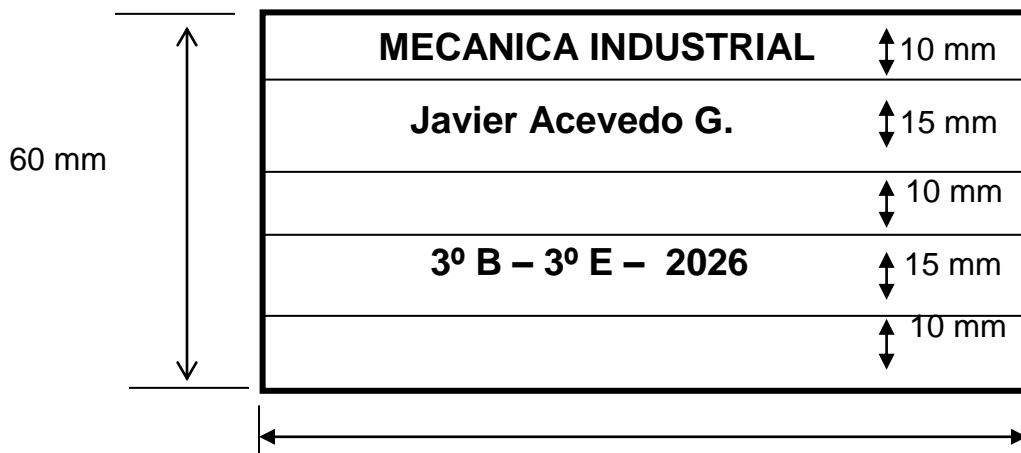 MECANICA INDUSTRIAL 10 mm
Javier Acevedo G. 15 mm
60 mm
10 mm
3º B – 3º E – 2026 15 mm
10 mm